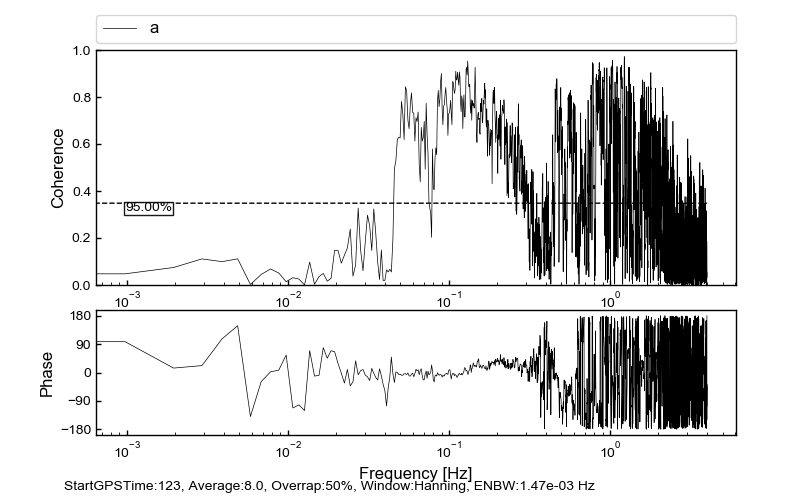 a
1.0
0.8
0.6
0.4
0.2
0.0
Coherence
95.00%
10⁻³ 10⁻² 10⁻¹ 10⁰
180
90
0
−90
−180
Phase
10⁻³ 10⁻² 10⁻¹ 10⁰
Frequency [Hz]
StartGPSTime:123, Average:8.0, Overrap:50%, Window:Hanning, ENBW:1.47e-03 Hz